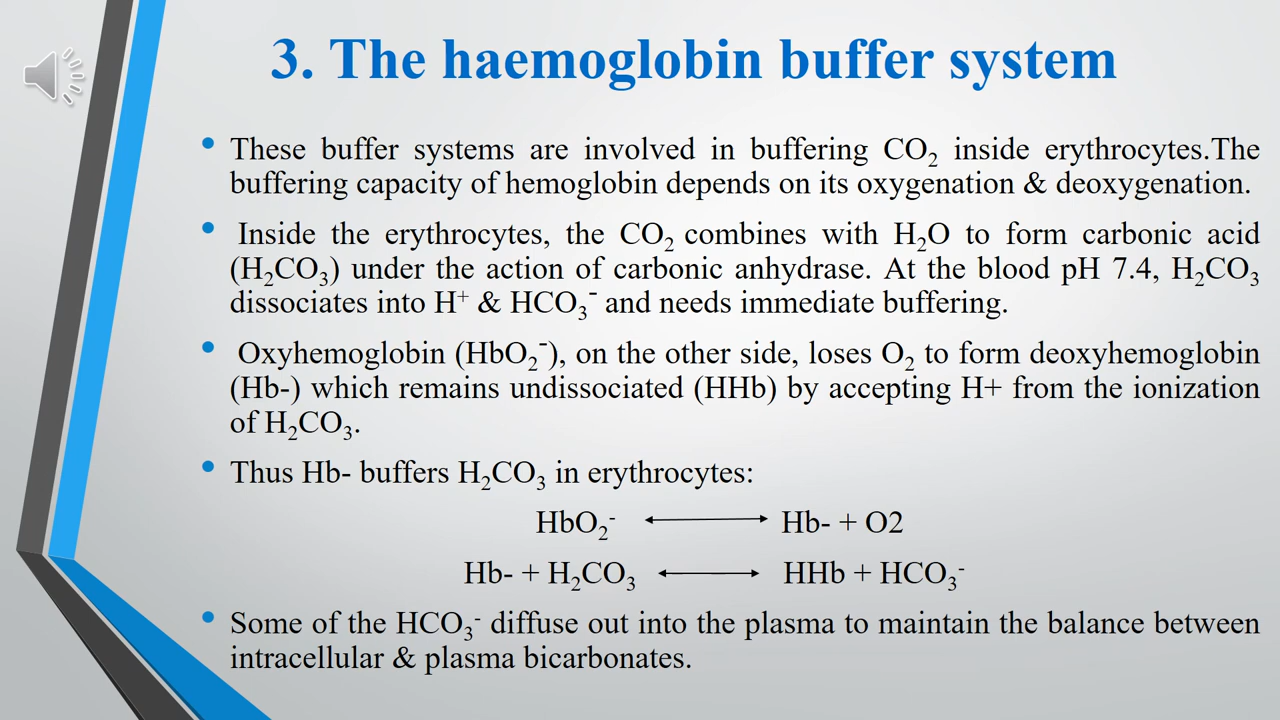 3. The haemoglobin buffer system
• These buffer systems are involved in buffering CO₂ inside erythrocytes.The
buffering capacity of hemoglobin depends on its oxygenation & deoxygenation.
• Inside the erythrocytes, the CO₂ combines with H₂O to form carbonic acid
(H₂CO₃) under the action of carbonic anhydrase. At the blood pH 7.4, H₂CO₃
dissociates into H⁺ & HCO₃⁻ and needs immediate buffering.
• Oxyhemoglobin (HbO₂⁻), on the other side, loses O₂ to form deoxyhemoglobin
(Hb-) which remains undissociated (HHb) by accepting H+ from the ionization
of H₂CO₃.
• Thus Hb- buffers H₂CO₃ in erythrocytes:
HbO₂⁻ ⟷ Hb- + O2
Hb- + H₂CO₃ ⟷ HHb + HCO₃⁻
• Some of the HCO₃⁻ diffuse out into the plasma to maintain the balance between
intracellular & plasma bicarbonates.